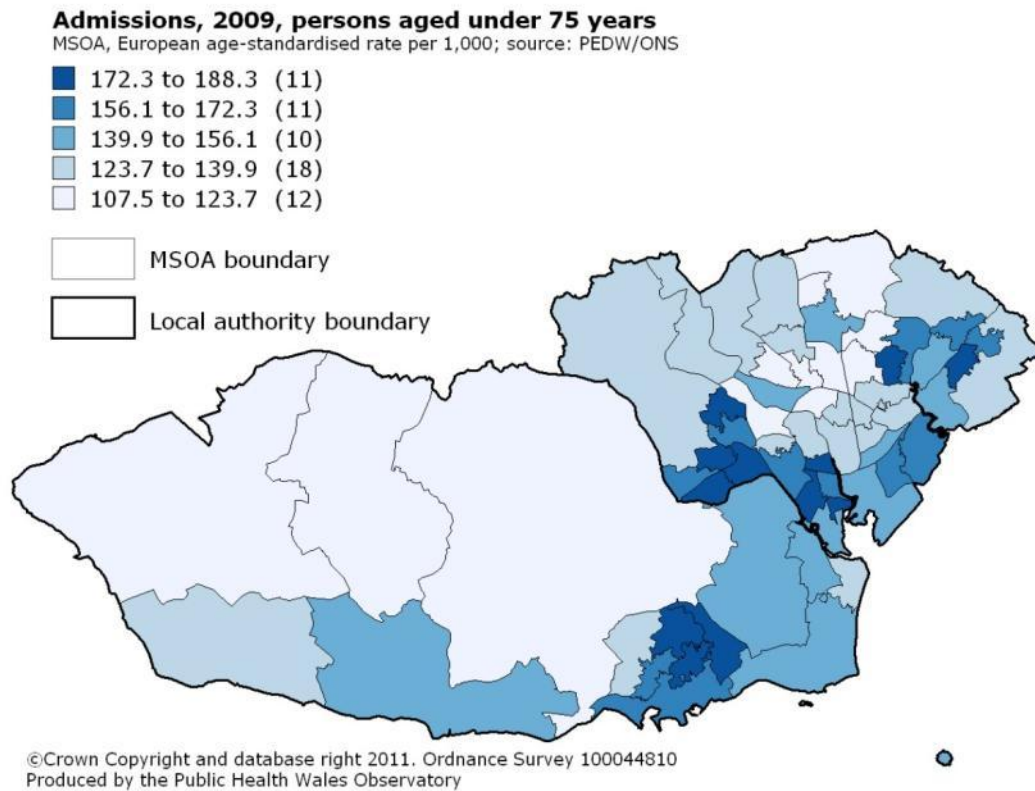 Admissions, 2009, persons aged under 75 years
MSOA, European age-standardised rate per 1,000; source: PEDW/ONS
172.3 to 188.3 (11)
156.1 to 172.3 (11)
139.9 to 156.1 (10)
123.7 to 139.9 (18)
107.5 to 123.7 (12)
MSOA boundary
Local authority boundary
©Crown Copyright and database right 2011. Ordnance Survey 100044810
Produced by the Public Health Wales Observatory